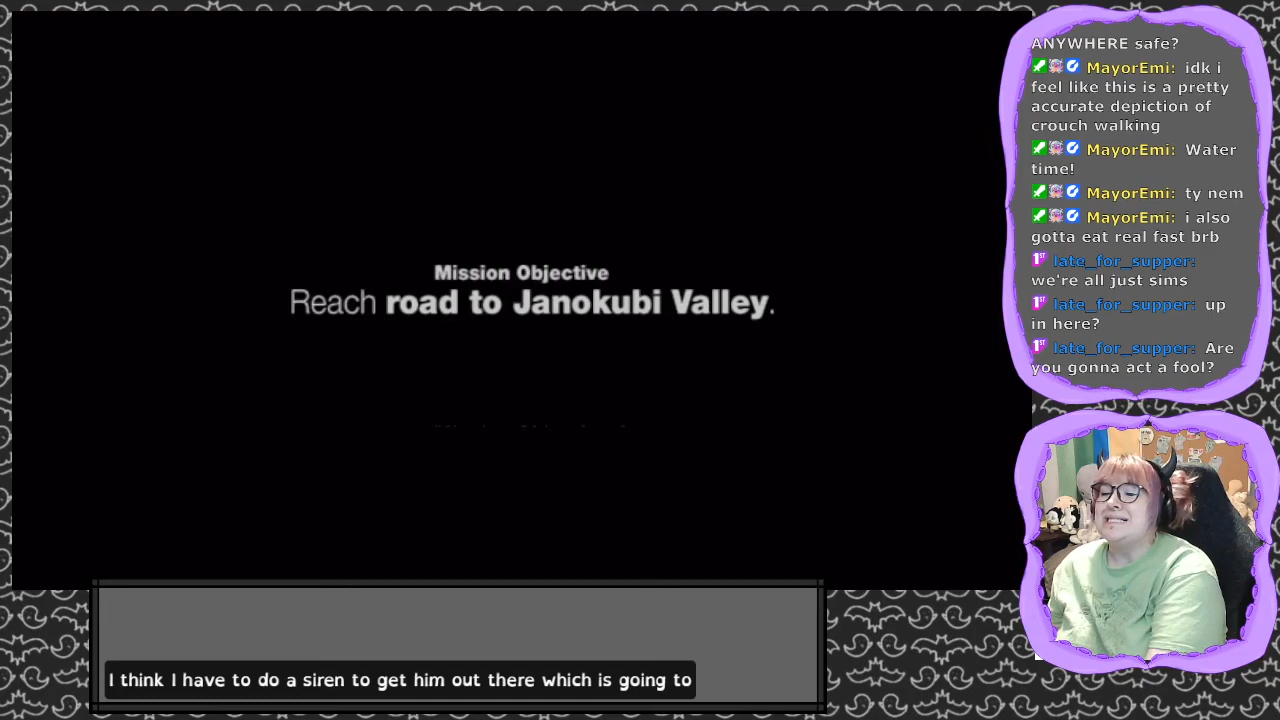 ANYWHERE safe?
MayorEmi: idk i
feel like this is a pretty
accurate depiction of
crouch walking
MayorEmi: Water
time!
MayorEmi: ty nem
MayorEmi: i also
gotta eat real fast brb
1ST late_for_supper:
we're all just sims
1ST late_for_supper: up
in here?
1ST late_for_supper: Are
you gonna act a fool?
Mission Objective
Reach road to Janokubi Valley.
I think I have to do a siren to get him out there which is going to